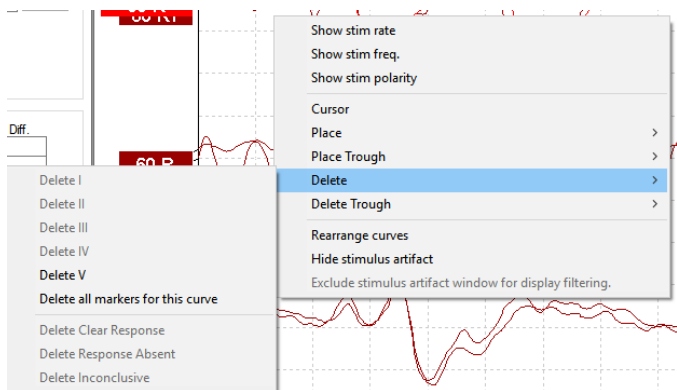 60 RT
Show stim rate
Show stim freq.
Show stim polarity
Cursor
Diff.
Place
Place Trough
60 R
Delete
Delete Trough
Rearrange curves
Hide stimulus artifact
Exclude stimulus artifact window for display filtering.
Delete I
Delete II
Delete III
Delete IV
Delete V
Delete all markers for this curve
Delete Clear Response
Delete Response Absent
Delete Inconclusive